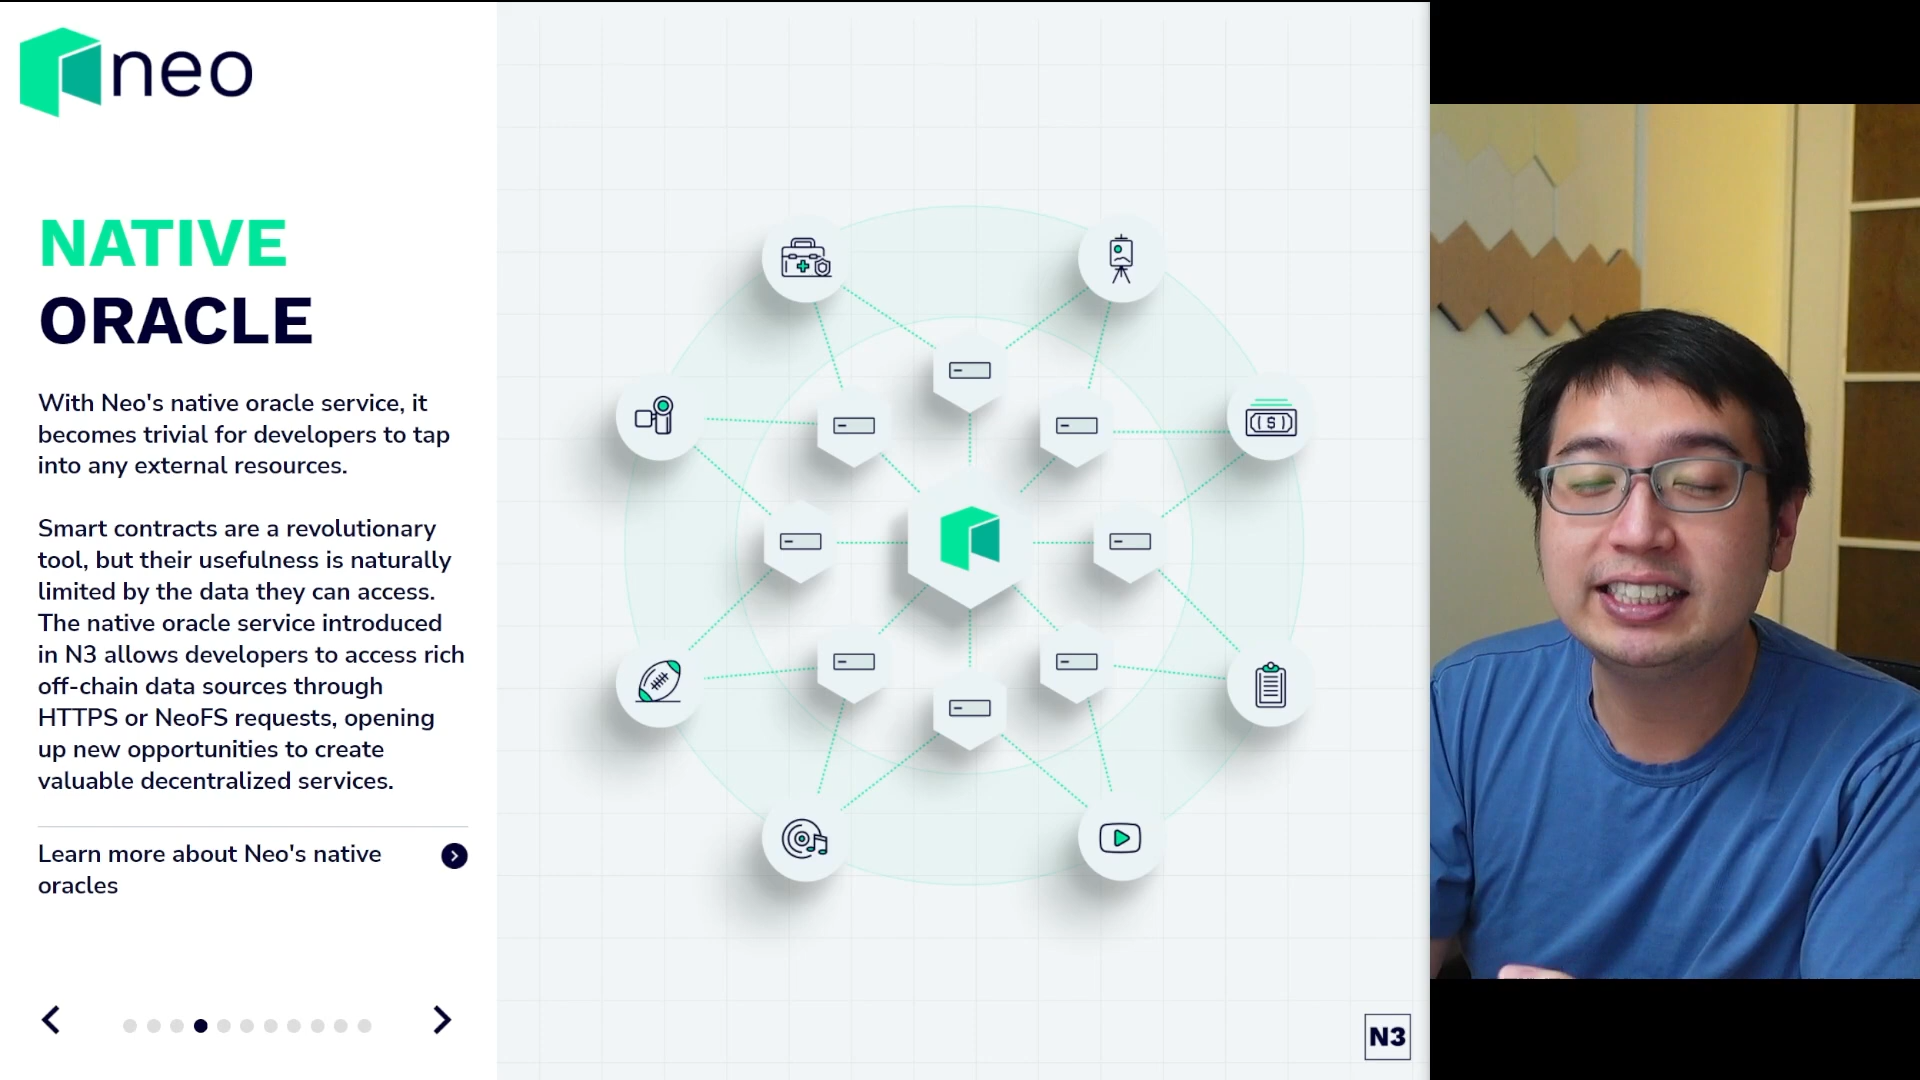 neo
NATIVE
ORACLE
With Neo's native oracle service, it
becomes trivial for developers to tap
into any external resources.
Smart contracts are a revolutionary
tool, but their usefulness is naturally
limited by the data they can access.
The native oracle service introduced
in N3 allows developers to access rich
off-chain data sources through
HTTPS or NeoFS requests, opening
up new opportunities to create
valuable decentralized services.
Learn more about Neo's native
oracles
$
N3